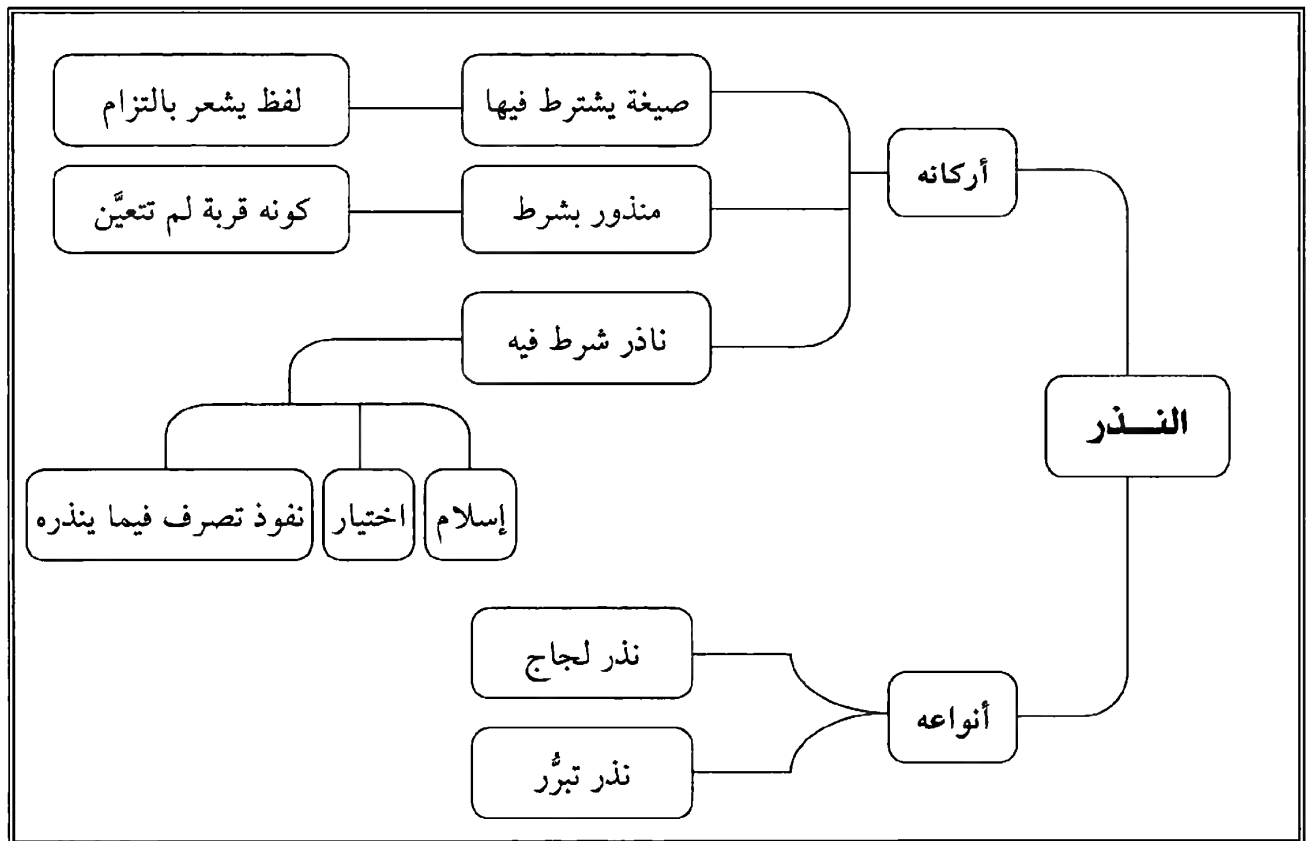 النـــذر
أركانه
صيغة يشترط فيها
لفظ يشعر بالتزام
منذور بشرط
كونه قربة لم تتعيَّن
ناذر شرط فيه
إسلام
اختيار
نفوذ تصرف فيما ينذره
أنواعه
نذر لجاج
نذر تبرُّر